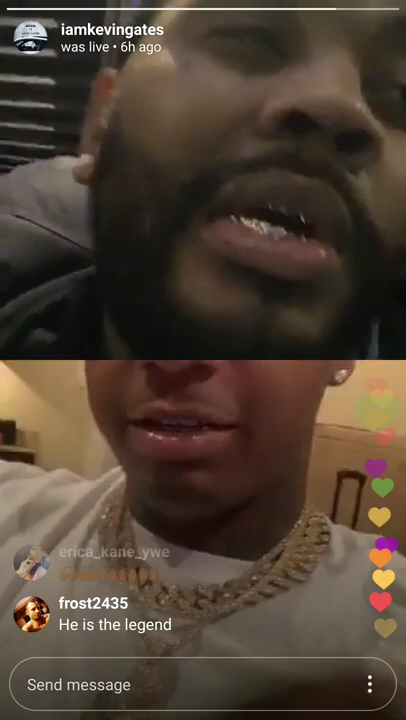 iamkevingates
was live • 6h ago
erica_kane_ywe
frost2435
He is the legend
Send message